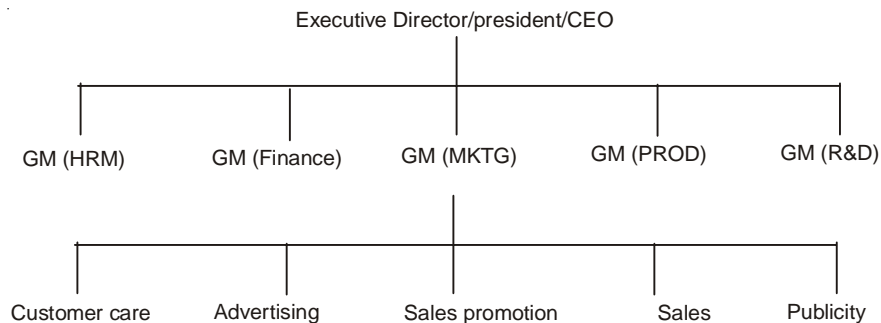 Executive Director/president/CEO
GM (HRM) GM (Finance) GM (MKTG) GM (PROD) GM (R&D)
Customer care Advertising Sales promotion Sales Publicity